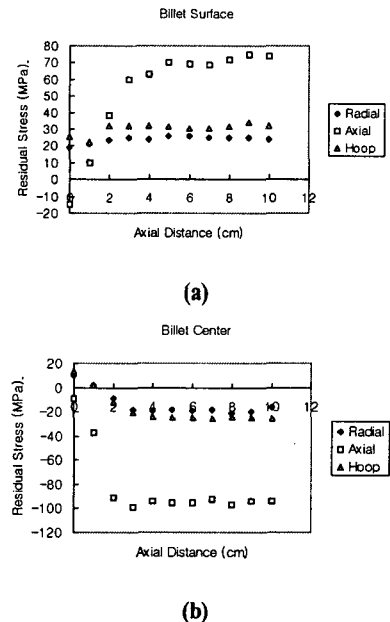 Billet Surface
Residual Stress (MPa).
80
70
60
50
40
30
20
10
0
-10
-20
0 2 4 6 8 10 12
Axial Distance (cm)
Radial
Axial
Hoop
(a)
Billet Center
Residual Stress (MPa).
20
0
-20
-40
-60
-80
-100
-120
0 2 4 6 8 10 12
Axial Distance (cm)
Radial
Axial
Hoop
(b)